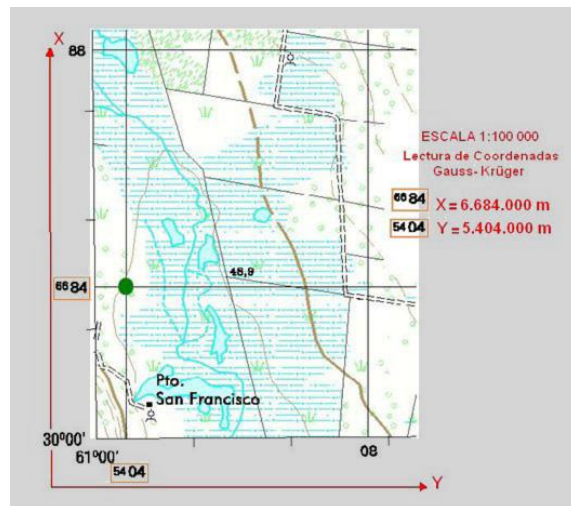 X
88
ESCALA 1:100 000
Lectura de Coordenadas
Gauss-Krüger
6684 X = 6.684.000 m
5404 Y = 5.404.000 m
48,9
6684
Pto.
San Francisco
30°00'
61°00'
08
5404
Y